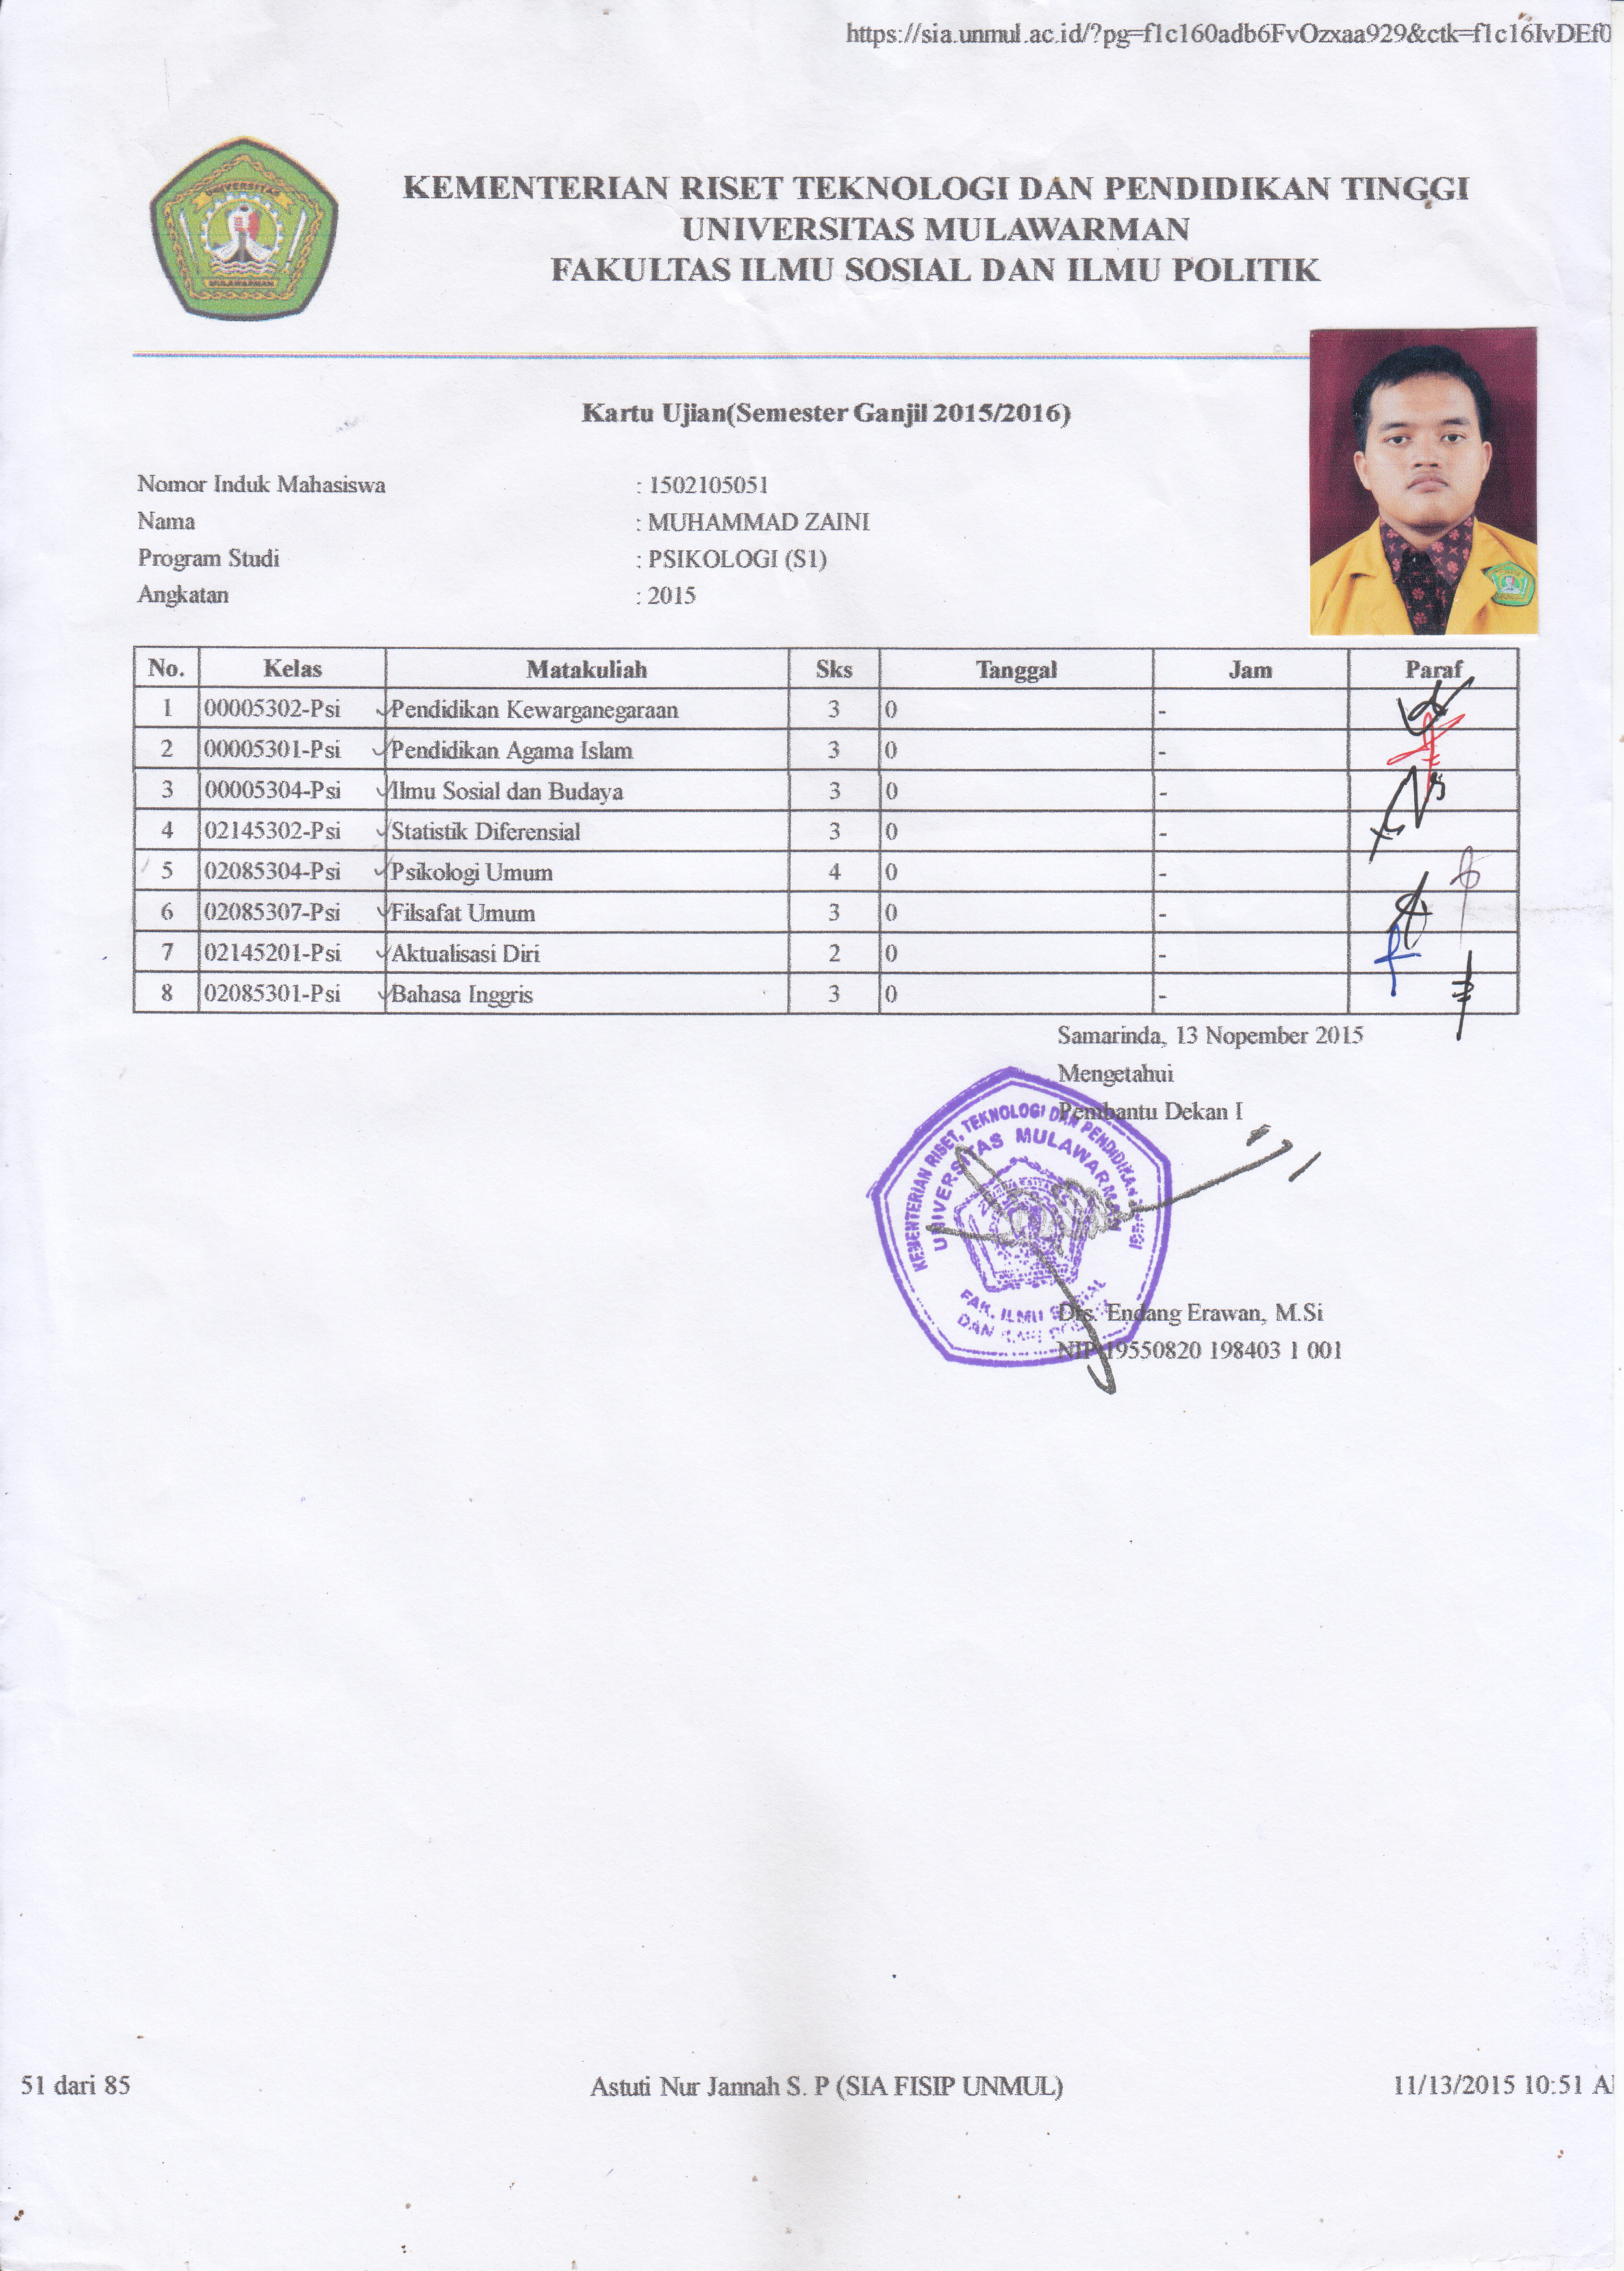 https://sia.unmul.ac.id/?pg=f1c160adb6FvOzxaa929&ctk=f1c16IvDEf0
UNIVERSITAS
MULAWARMAN
KEMENTERIAN RISET TEKNOLOGI DAN PENDIDIKAN TINGGI
UNIVERSITAS MULAWARMAN
FAKULTAS ILMU SOSIAL DAN ILMU POLITIK
Kartu Ujian(Semester Ganjil 2015/2016)
Nomor Induk Mahasiswa : 1502105051
Nama : MUHAMMAD ZAINI
Program Studi : PSIKOLOGI (S1)
Angkatan : 2015
No. Kelas Matakuliah Sks Tanggal Jam Paraf
1 00005302-Psi Pendidikan Kewarganegaraan 3 0 -
2 00005301-Psi Pendidikan Agama Islam 3 0 -
3 00005304-Psi Ilmu Sosial dan Budaya 3 0 -
4 02145302-Psi Statistik Diferensial 3 0 -
5 02085304-Psi Psikologi Umum 4 0 -
6 02085307-Psi Filsafat Umum 3 0 -
7 02145201-Psi Aktualisasi Diri 2 0 -
8 02085301-Psi Bahasa Inggris 3 0 -
Samarinda, 13 Nopember 2015
Mengetahui
Pembantu Dekan I
KEMENTERIAN RISET, TEKNOLOGI DAN PENDIDIKAN TINGGI
UNIVERSITAS MULAWARMAN
FAK. ILMU SOSIAL
DAN ILMU
Drs. Endang Erawan, M.Si
NIP 19550820 198403 1 001
51 dari 85 Astuti Nur Jannah S. P (SIA FISIP UNMUL) 11/13/2015 10:51